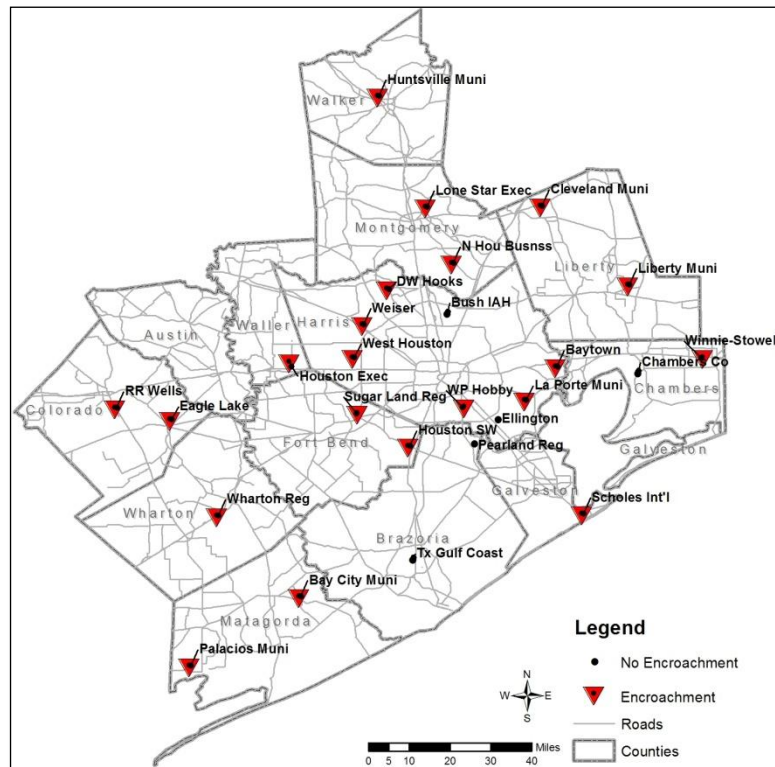 Huntsville Muni
Walker
Lone Star Exec
Cleveland Muni
Montgomery
N Hou Busnss
Liberty
Liberty Muni
DW Hooks
Bush IAH
Weiser
Waller
Harris
Austin
West Houston
Winnie-Stowel
Baytown
Chambers Co
Houston Exec
Chambers
RR Wells
Colorado
Eagle Lake
Sugar Land Reg
WP Hobby
La Porte Muni
Ellington
Houston SW
Fort Bend
Pearland Reg
Galveston
Galveston
Scholes Int'l
Wharton Reg
Wharton
Brazoria
Tx Gulf Coast
Bay City Muni
Matagorda
Palacios Muni
Legend
No Encroachment
Encroachment
Roads
Counties
N
W E
S
Miles
0 5 10 20 30 40